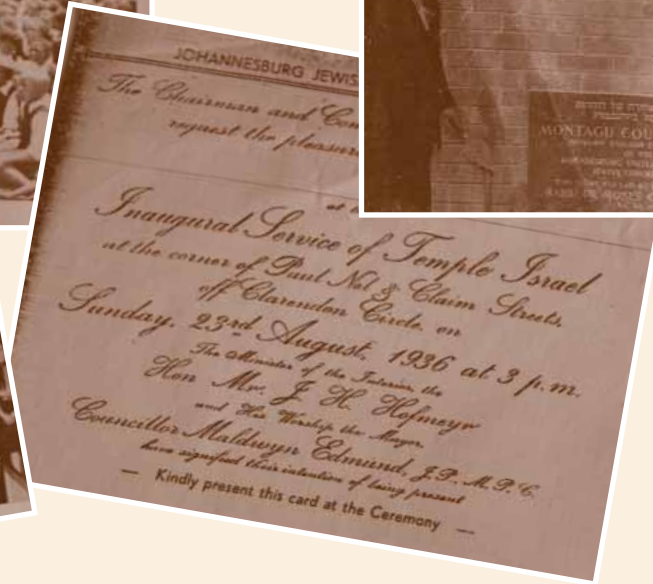 JOHANNESBURG JEWIS
The Chairman and Com
request the pleasure
at
Inaugural Service of Temple Israel
at the corner of Paul Nel & Claim Streets,
off Clarendon Circle, on
Sunday, 23rd August, 1936 at 3 p.m.
The Minister of the Interior, the
Hon. Mr. J. H. Hofmeyr
and His Worship the Mayor,
Councillor Maldwyn Edmund, J.P. M.P.C.
have signified their intention of being present
— Kindly present this card at the Ceremony —
MONTAGU COU